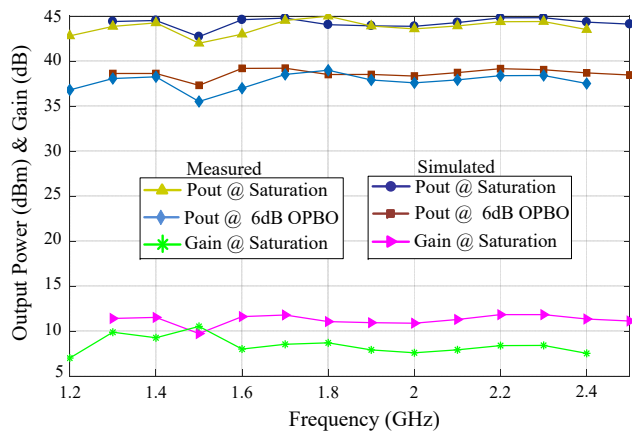 45
40
35
30
25
20
15
10
5
Output Power (dBm) & Gain (dB)
Measured
Pout @ Saturation
Pout @ 6dB OPBO
Gain @ Saturation
Simulated
Pout @ Saturation
Pout @ 6dB OPBO
Gain @ Saturation
1.2 1.4 1.6 1.8 2 2.2 2.4
Frequency (GHz)